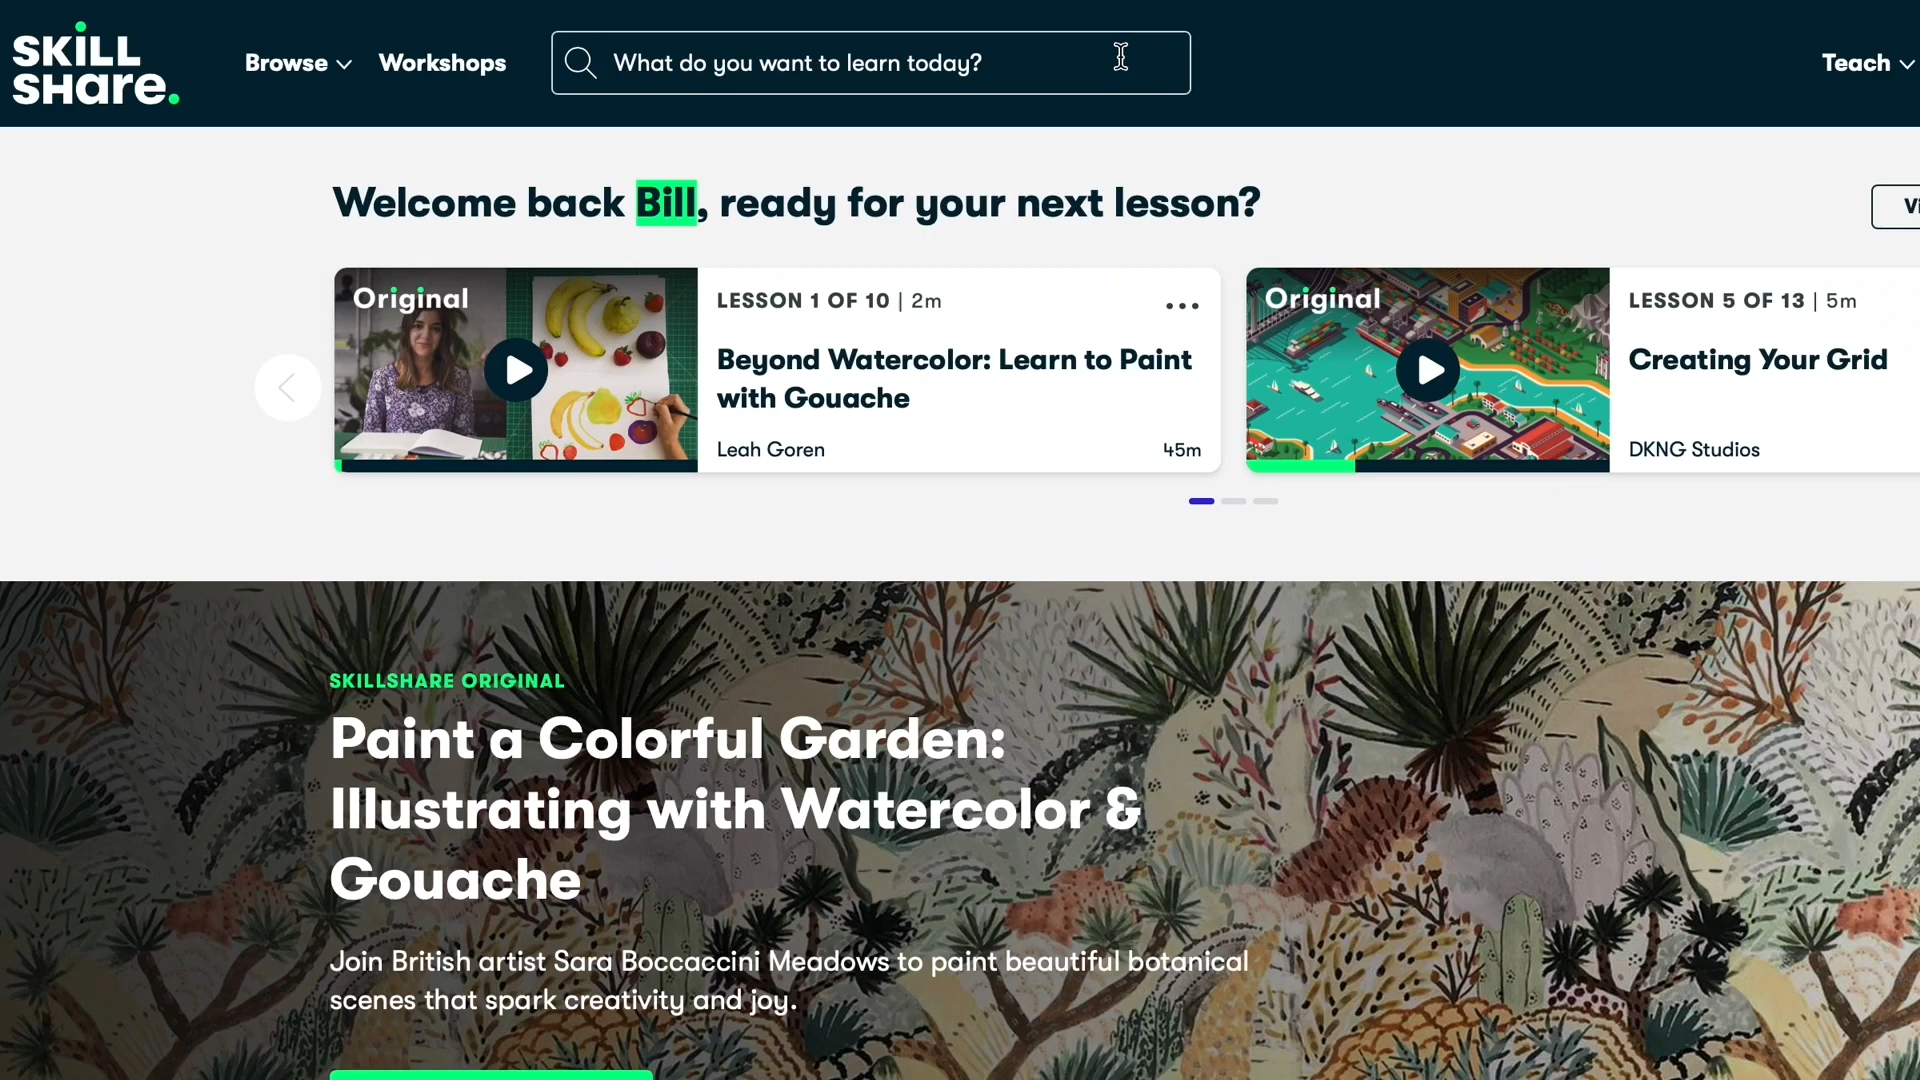 SKILL
SHare.
Browse
Workshops
What do you want to learn today?
Teach
Welcome back Bill, ready for your next lesson?
Original
LESSON 1 OF 10 | 2m
Beyond Watercolor: Learn to Paint
with Gouache
Leah Goren
45m
Original
LESSON 5 OF 13 | 5m
Creating Your Grid
DKNG Studios
SKILLSHARE ORIGINAL
Paint a Colorful Garden:
Illustrating with Watercolor &
Gouache
Join British artist Sara Boccaccini Meadows to paint beautiful botanical
scenes that spark creativity and joy.